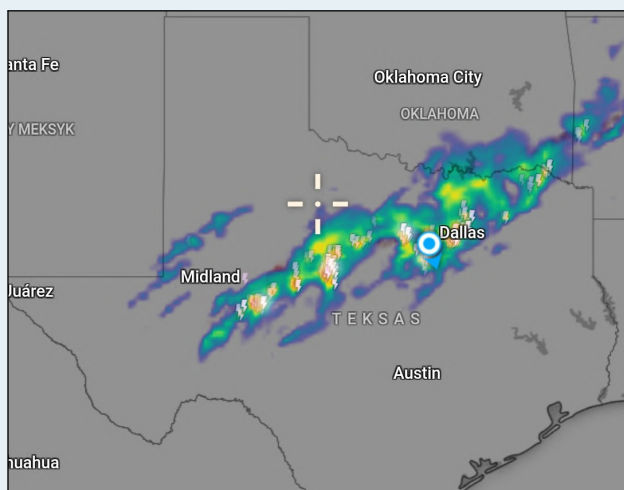 anta Fe
Oklahoma City
OKLAHOMA
Y MEKSYK
Dallas
Midland
Juárez
TEKSAS
Austin
huahua